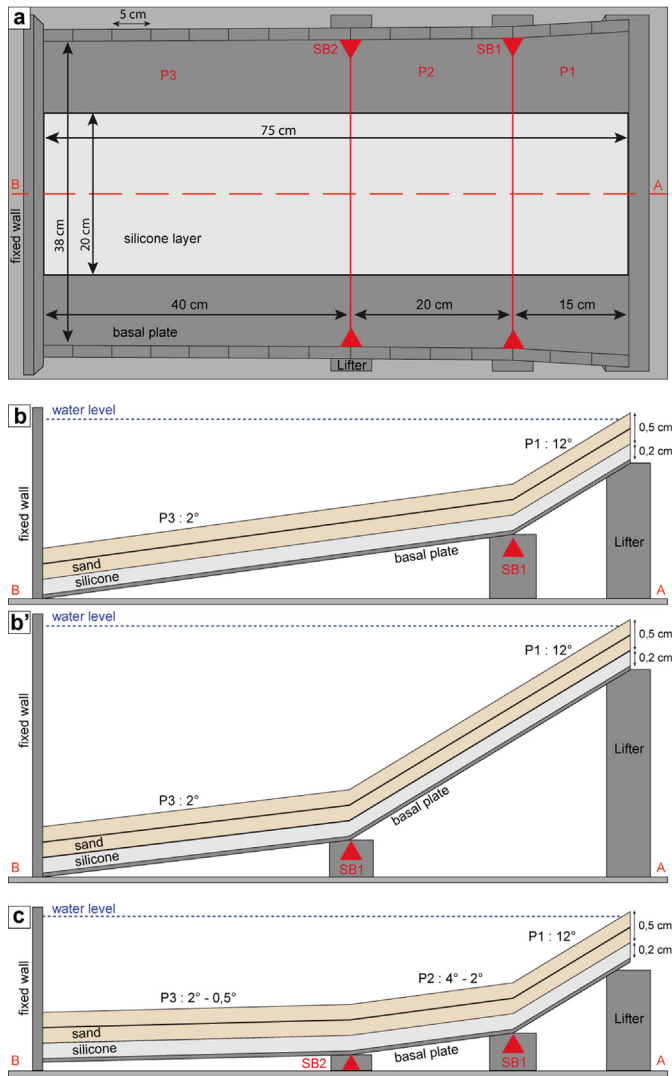 a
5 cm
SB2
SB1
P3
P2
P1
75 cm
B
A
fixed wall
38 cm
20 cm
silicone layer
40 cm
20 cm
15 cm
basal plate
Lifter
b
water level
P1 : 12°
0,5 cm
0,2 cm
fixed wall
P3 : 2°
sand
silicone
basal plate
SB1
Lifter
B
A
b'
water level
P1 : 12°
0,5 cm
0,2 cm
fixed wall
P3 : 2°
Lifter
basal plate
sand
silicone
SB1
B
A
c
water level
P1 : 12°
0,5 cm
0,2 cm
fixed wall
P2 : 4° - 2°
P3 : 2° - 0,5°
sand
silicone
Lifter
basal plate
SB2
SB1
B
A